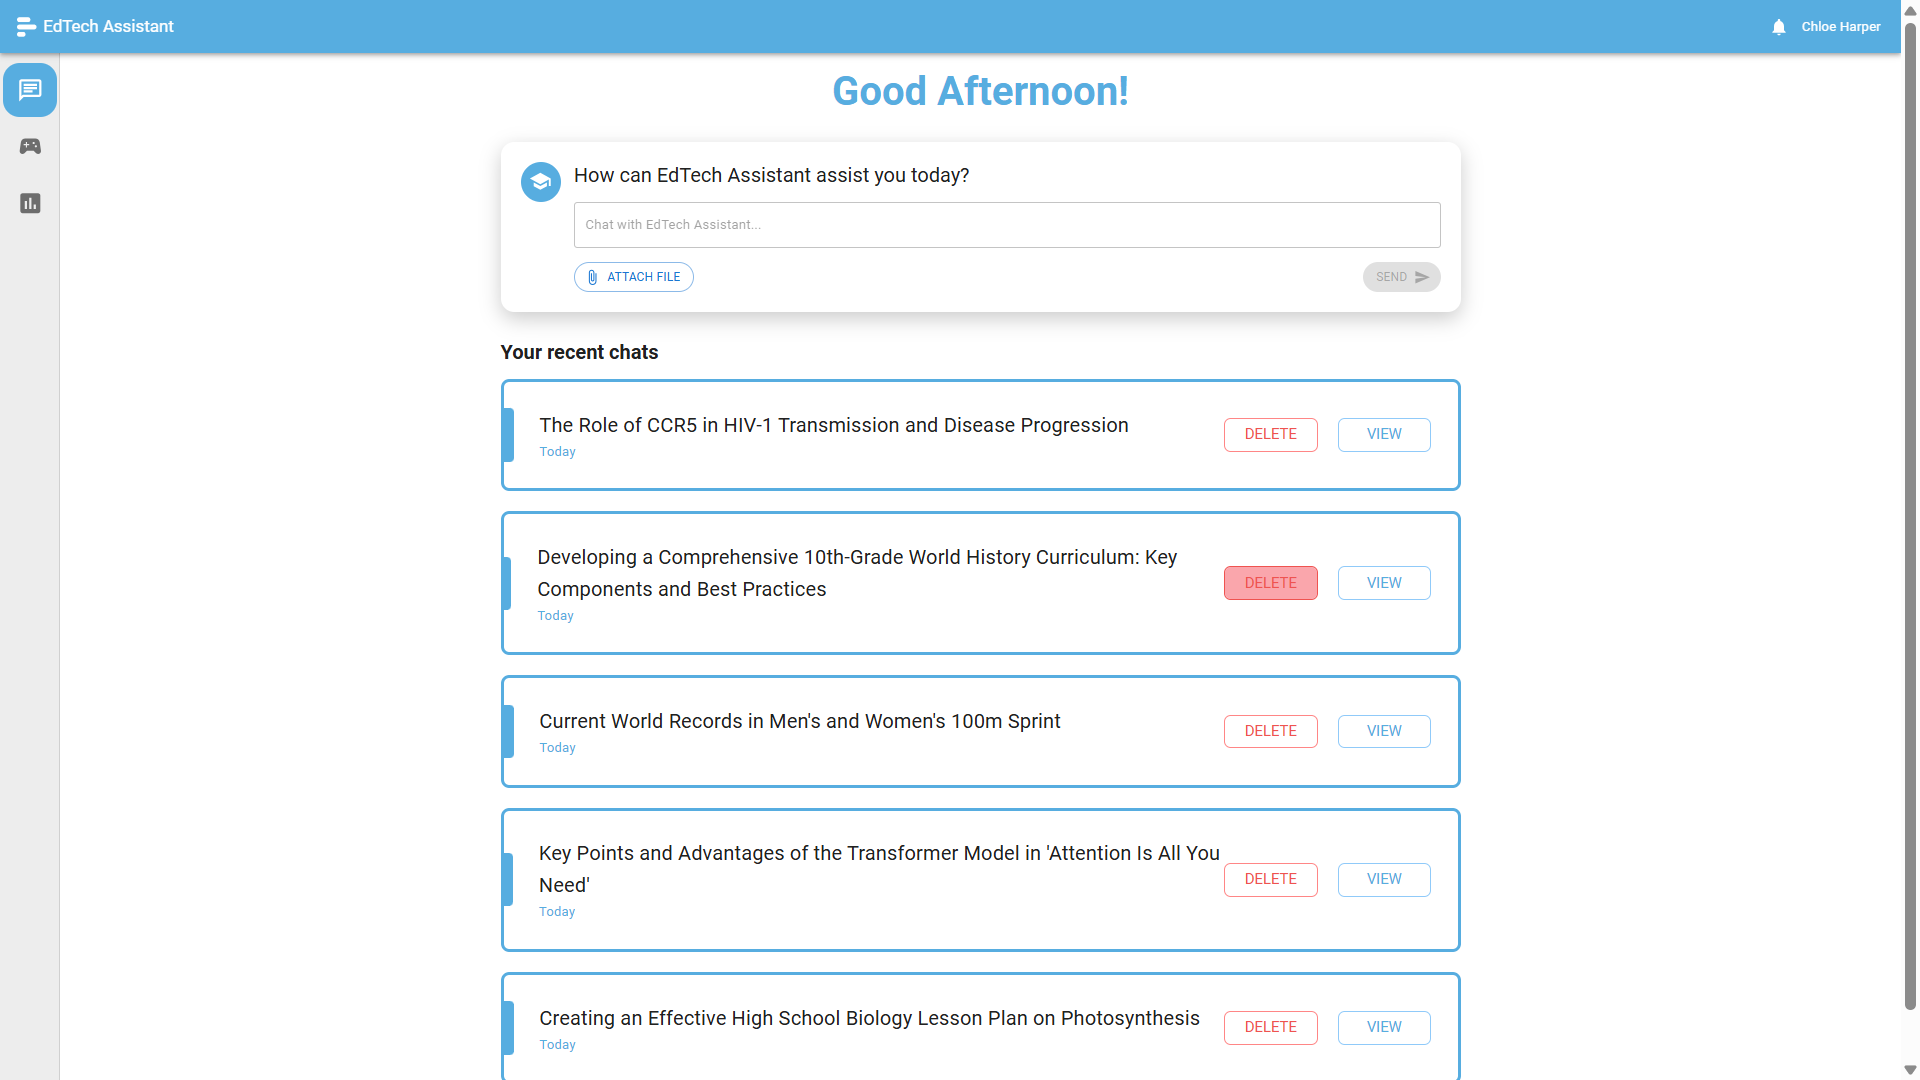 EdTech Assistant
Chloe Harper
Good Afternoon!
How can EdTech Assistant assist you today?
Chat with EdTech Assistant...
ATTACH FILE
SEND
Your recent chats
The Role of CCR5 in HIV-1 Transmission and Disease Progression
Today
DELETE
VIEW
Developing a Comprehensive 10th-Grade World History Curriculum: Key
Components and Best Practices
Today
DELETE
VIEW
Current World Records in Men's and Women's 100m Sprint
Today
DELETE
VIEW
Key Points and Advantages of the Transformer Model in 'Attention Is All You
Need'
Today
DELETE
VIEW
Creating an Effective High School Biology Lesson Plan on Photosynthesis
Today
DELETE
VIEW